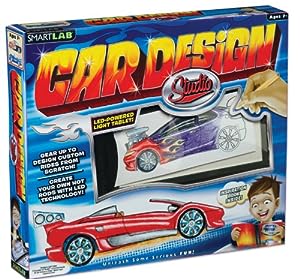 Ages 7+
SMARTLAB
CAR DESIGN
Studio
LED-POWERED
LIGHT TABLET!
GEAR UP TO
DESIGN CUSTOM
RIDES FROM
SCRATCH!
CREATE
YOUR OWN HOT
RODS WITH LED
TECHNOLOGY!
Unleash Some Serious FUN!